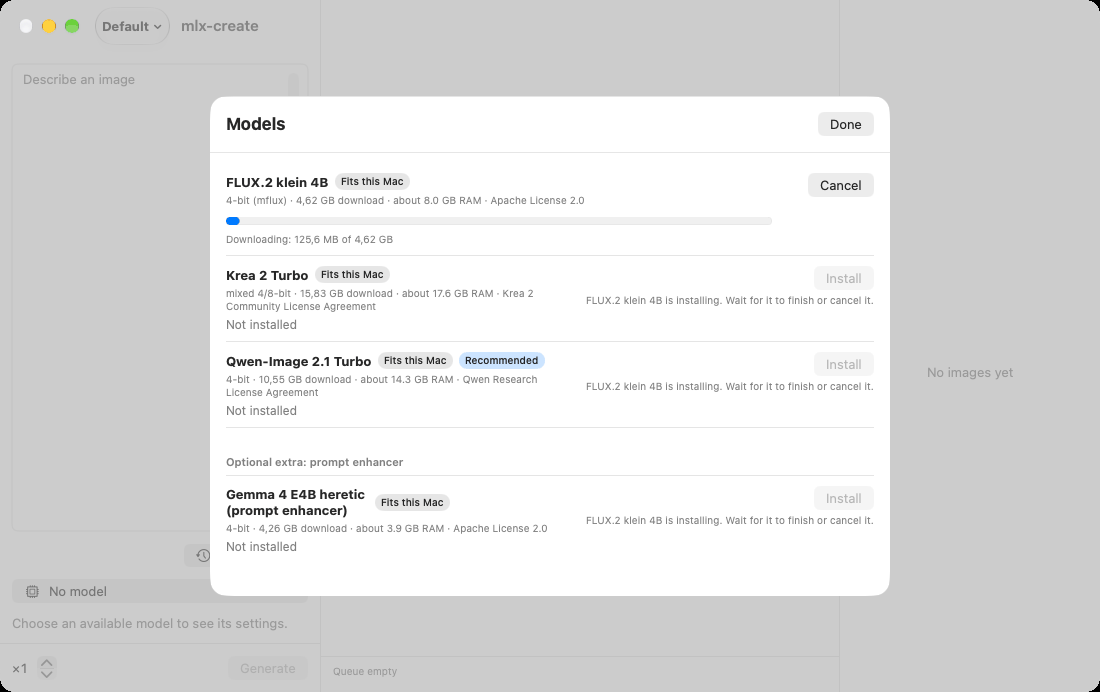 Default
mlx-create
Describe an image
Models
Done
FLUX.2 klein 4B
Fits this Mac
Cancel
4-bit (mflux) · 4,62 GB download · about 8.0 GB RAM · Apache License 2.0
Downloading: 125,6 MB of 4,62 GB
Krea 2 Turbo
Fits this Mac
Install
mixed 4/8-bit · 15,83 GB download · about 17.6 GB RAM · Krea 2
Community License Agreement
FLUX.2 klein 4B is installing. Wait for it to finish or cancel it.
Not installed
Qwen-Image 2.1 Turbo
Fits this Mac
Recommended
Install
4-bit · 10,55 GB download · about 14.3 GB RAM · Qwen Research
License Agreement
FLUX.2 klein 4B is installing. Wait for it to finish or cancel it.
Not installed
No images yet
Optional extra: prompt enhancer
Gemma 4 E4B heretic
(prompt enhancer)
Fits this Mac
Install
4-bit · 4,26 GB download · about 3.9 GB RAM · Apache License 2.0
FLUX.2 klein 4B is installing. Wait for it to finish or cancel it.
Not installed
No model
Choose an available model to see its settings.
×1
Generate
Queue empty